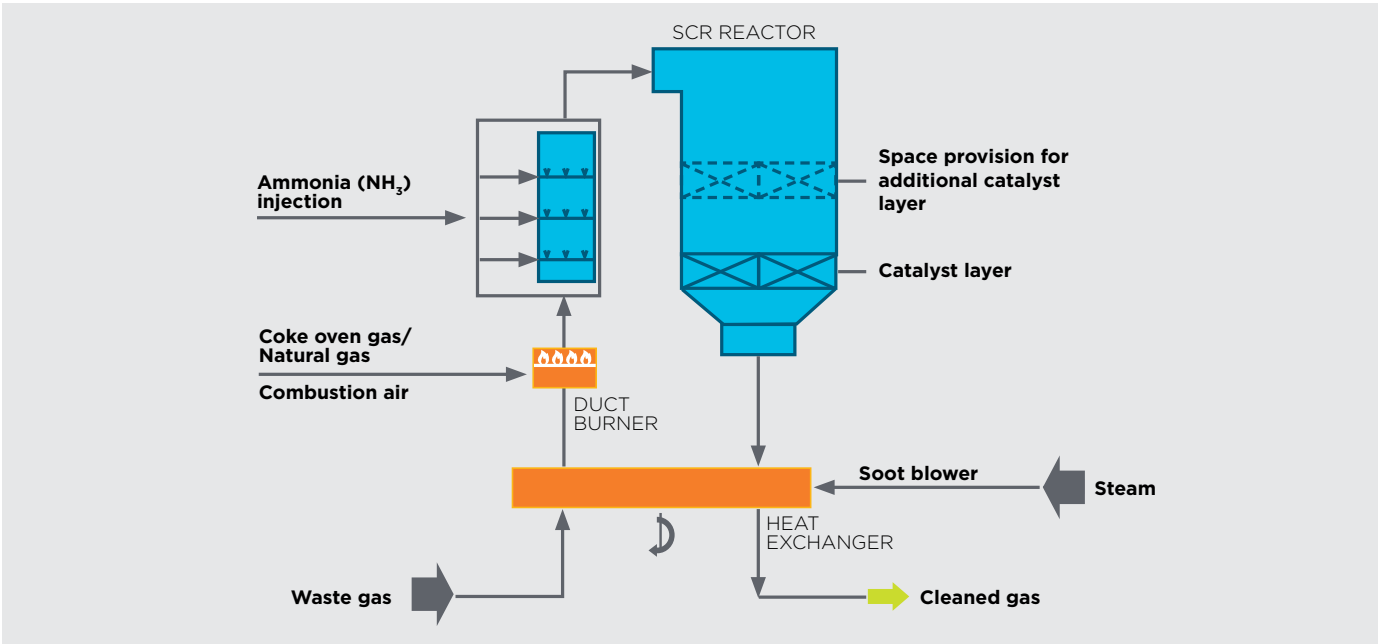 SCR REACTOR
Space provision for
additional catalyst
layer
Ammonia (NH₃)
injection
Catalyst layer
Coke oven gas/
Natural gas
Combustion air
DUCT
BURNER
Soot blower
Steam
HEAT
EXCHANGER
Waste gas
Cleaned gas